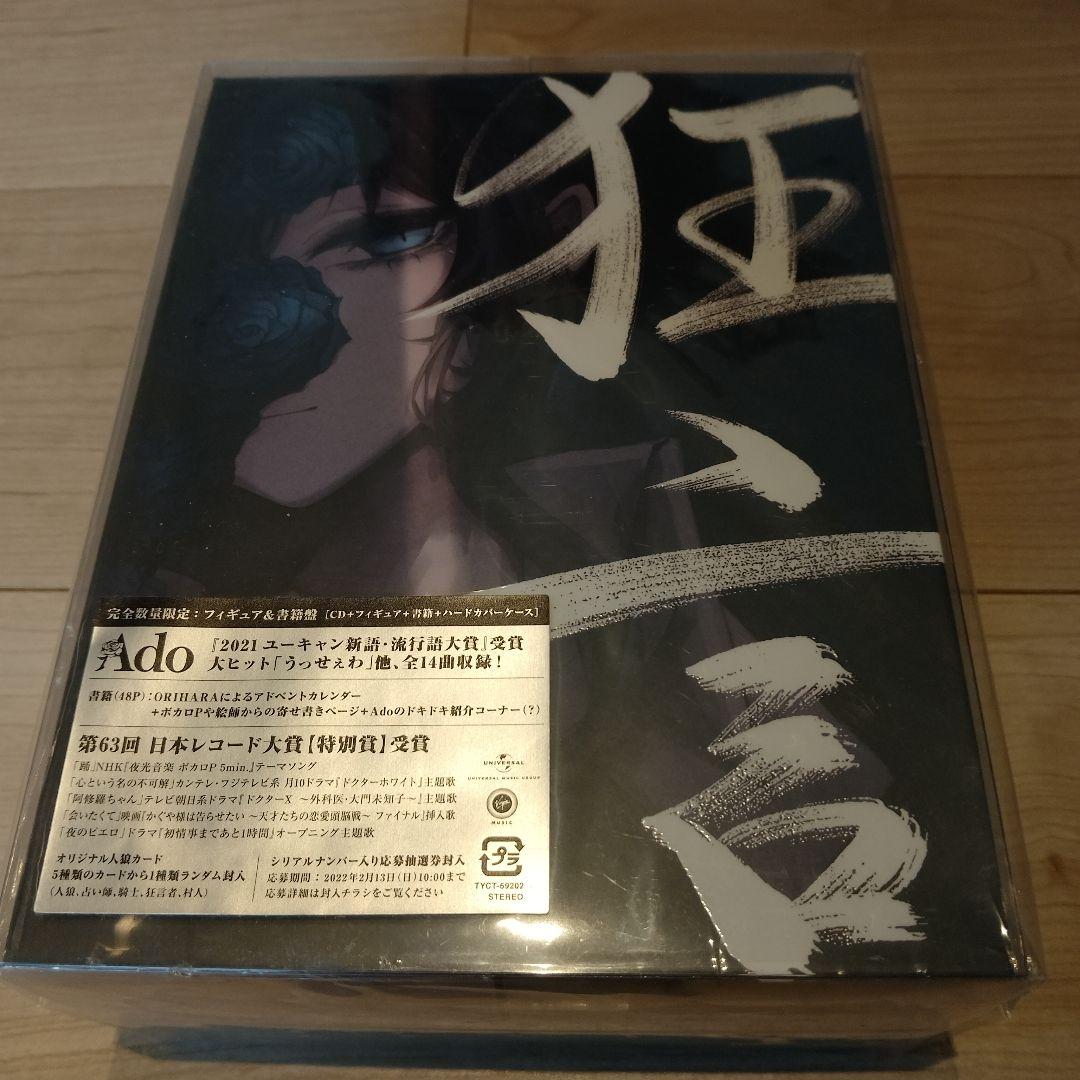 狂言
完全数量限定：フィギュア＆書籍盤 [CD＋フィギュア＋書籍＋ハードカバーケース]
Ado
『2021 ユーキャン新語・流行語大賞』受賞
大ヒット「うっせぇわ」他、全14曲収録！
書籍(48P)：ORIHARAによるアドベントカレンダー
＋ボカロPや絵師からの寄せ書きページ＋Adoのドキドキ紹介コーナー(？)
第63回 日本レコード大賞【特別賞】受賞
「踊」NHK『夜光音楽 ボカロP 5min.』テーマソング
「心という名の不可解」カンテレ・フジテレビ系 月10ドラマ『ドクターホワイト』主題歌
「阿修羅ちゃん」テレビ朝日系ドラマ『ドクターX ～外科医・大門未知子～』主題歌
「会いたくて」映画『かぐや様は告らせたい ～天才たちの恋愛頭脳戦～ ファイナル』挿入歌
「夜のピエロ」ドラマ『初情事まであと1時間』オープニング主題歌
UNIVERSAL
UNIVERSAL MUSIC GROUP
Virgin
MUSIC
オリジナル人狼カード
5種類のカードから1種類ランダム封入
(人狼、占い師、騎士、狂言者、村人)
シリアルナンバー入り応募抽選券封入
応募期間：2022年2月13日(日)10:00まで
応募詳細は封入チラシをご覧ください
プラ
TYCT-69202
STEREO